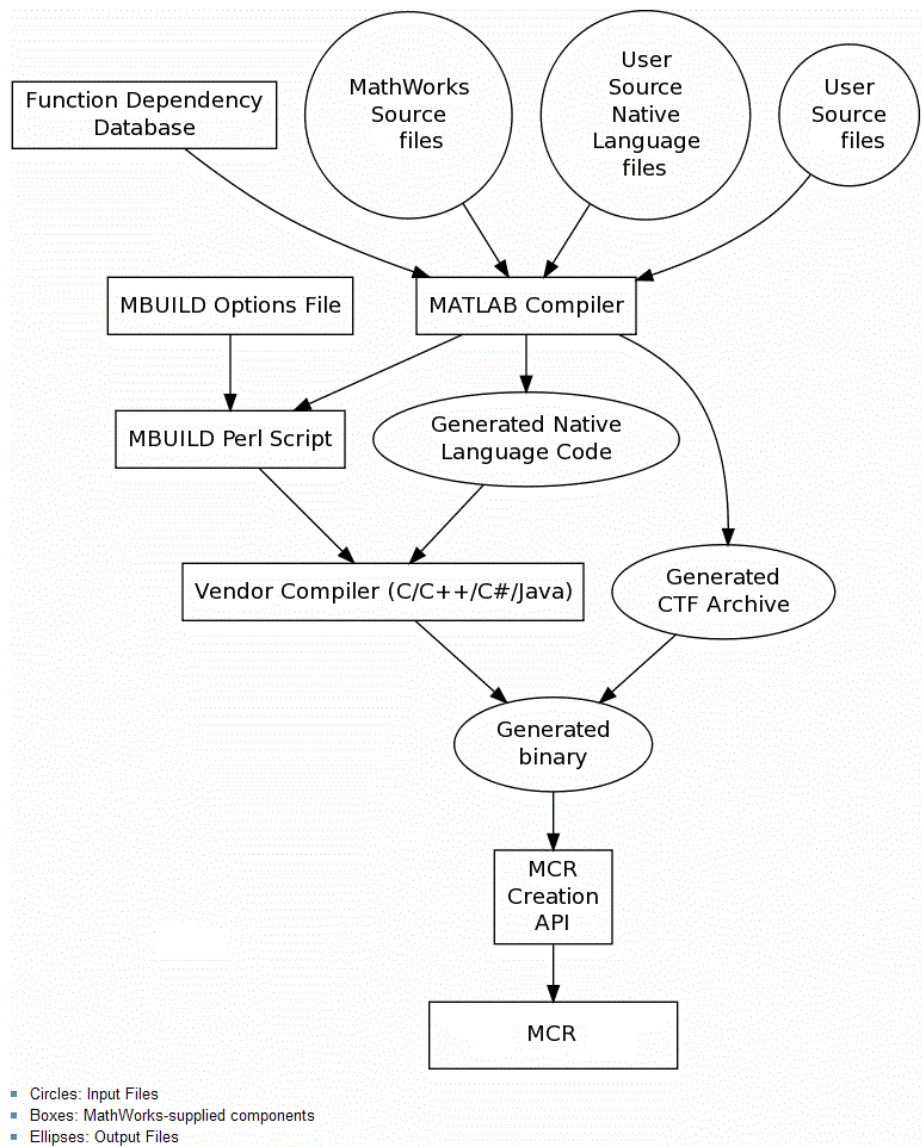 Function Dependency
Database
MathWorks
Source
files
User
Source
Native
Language
files
User
Source
files
MBUILD Options File
MATLAB Compiler
MBUILD Perl Script
Generated Native
Language Code
Vendor Compiler (C/C++/C#/Java)
Generated
CTF Archive
Generated
binary
MCR
Creation
API
MCR
Circles: Input Files
Boxes: MathWorks-supplied components
Ellipses: Output Files